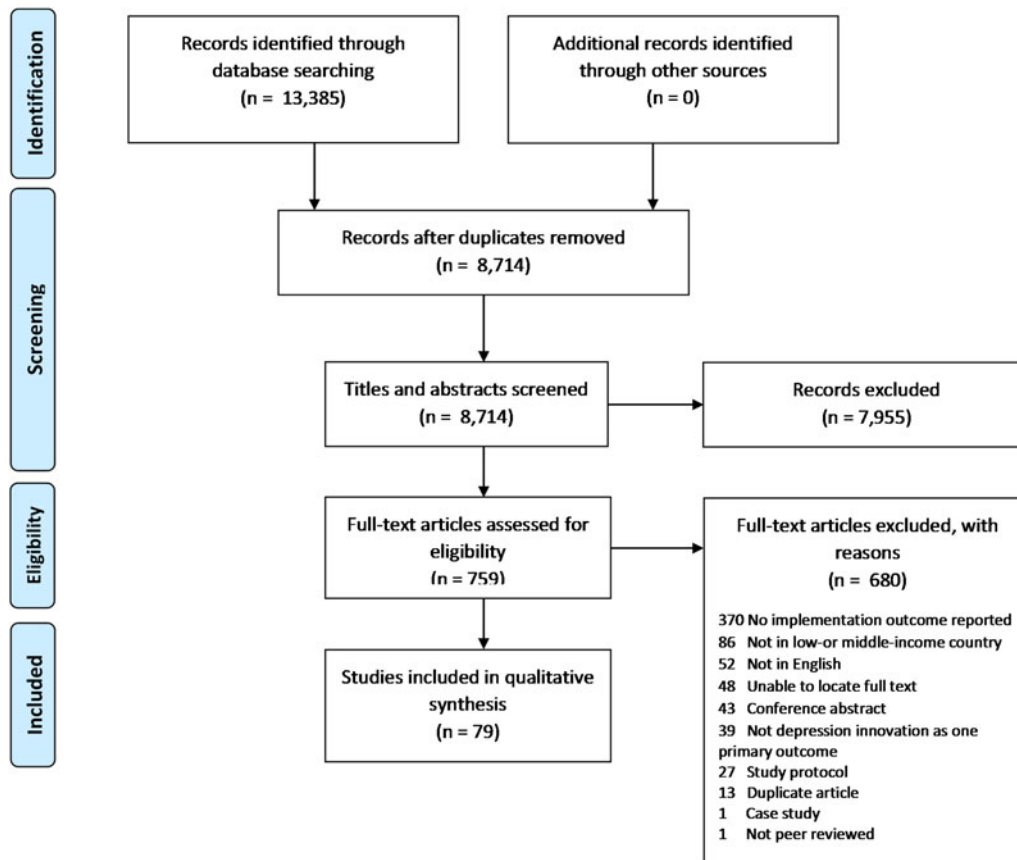 Identification
Records identified through
database searching
(n = 13,385)
Additional records identified
through other sources
(n = 0)
Screening
Records after duplicates removed
(n = 8,714)
Titles and abstracts screened
(n = 8,714)
Records excluded
(n = 7,955)
Eligibility
Full-text articles assessed for
eligibility
(n = 759)
Full-text articles excluded, with
reasons
(n = 680)
370 No implementation outcome reported
86 Not in low-or middle-income country
52 Not in English
48 Unable to locate full text
43 Conference abstract
39 Not depression innovation as one
primary outcome
27 Study protocol
13 Duplicate article
1 Case study
1 Not peer reviewed
Included
Studies included in qualitative
synthesis
(n = 79)